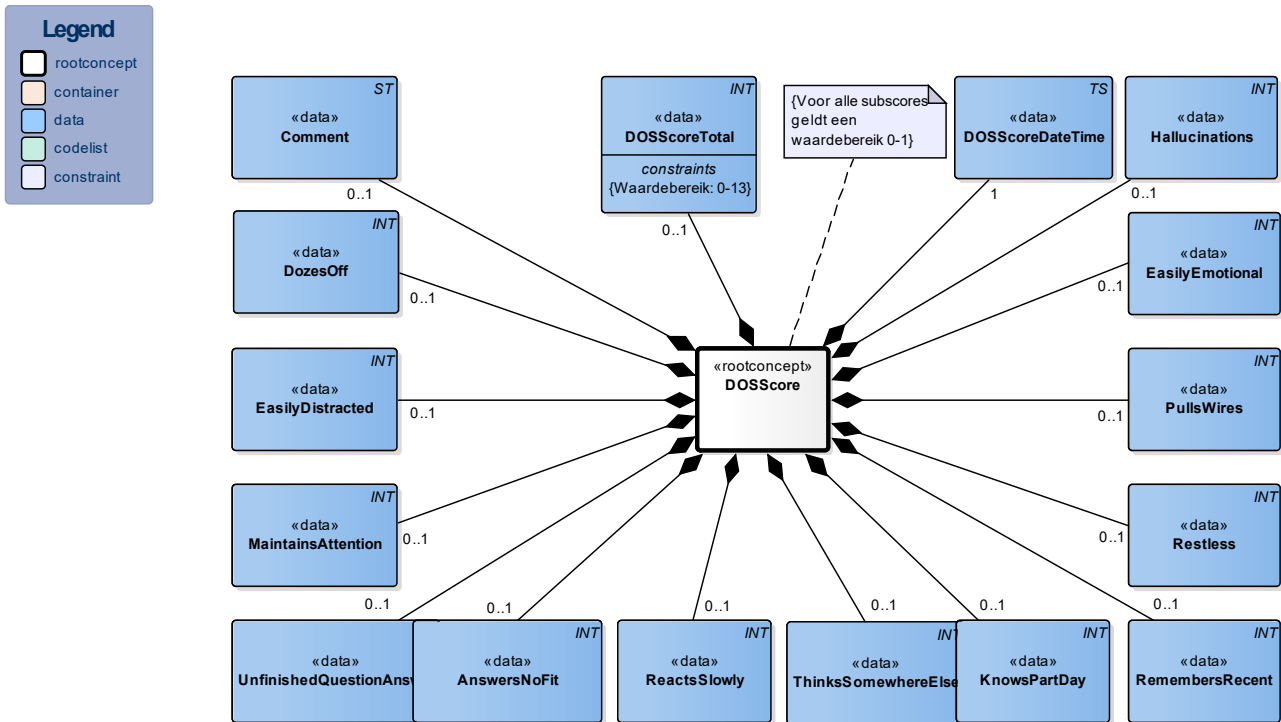 Legend
rootconcept
container
data
codelist
constraint
ST
«data»
Comment
0..1
INT
«data»
DOSScoreTotal
constraints
{Waardebereik: 0-13}
0..1
{Voor alle subscores
geldt een
waardebereik 0-1}
TS
«data»
DOSScoreDateTime
1
INT
«data»
Hallucinations
0..1
INT
«data»
DozesOff
0..1
INT
«data»
EasilyEmotional
0..1
INT
«data»
EasilyDistracted
0..1
«rootconcept»
DOSScore
INT
«data»
PullsWires
0..1
INT
«data»
MaintainsAttention
0..1
INT
«data»
Restless
0..1
«data»
0..1
INT
«data»
AnswersNoFit
0..1
INT
«data»
ReactsSlowly
0..1
INT
«data»
ThinksSomewhereElse
0..1
INT
«data»
KnowsPartDay
0..1
INT
«data»
RemembersRecent
0..1